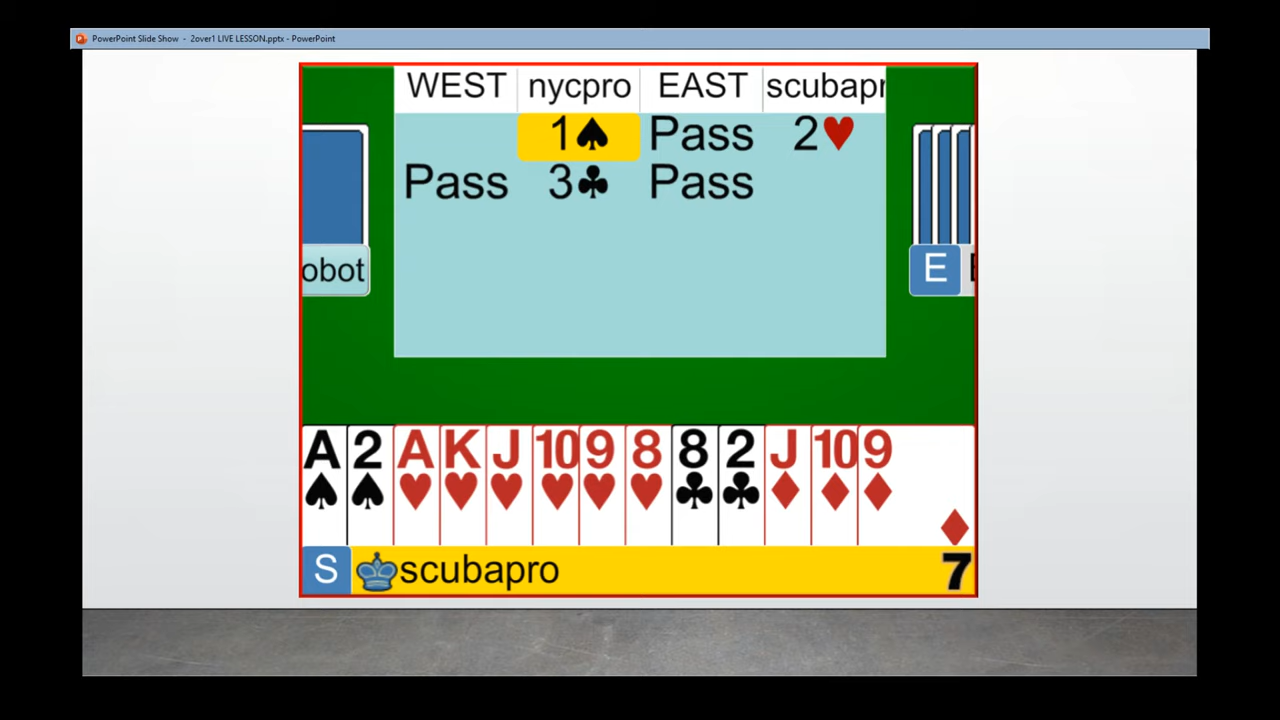 PowerPoint Slide Show - 2over1 LIVE LESSON.pptx - PowerPoint
WEST nycpro EAST scubapr
1♠ Pass 2♥
Pass 3♣ Pass
obot
E
A 2 A K J 10 9 8 8 2 J 10 9
♠ ♠ ♥ ♥ ♥ ♥ ♥ ♥ ♣ ♣ ♦ ♦ ♦
S scubapro 7